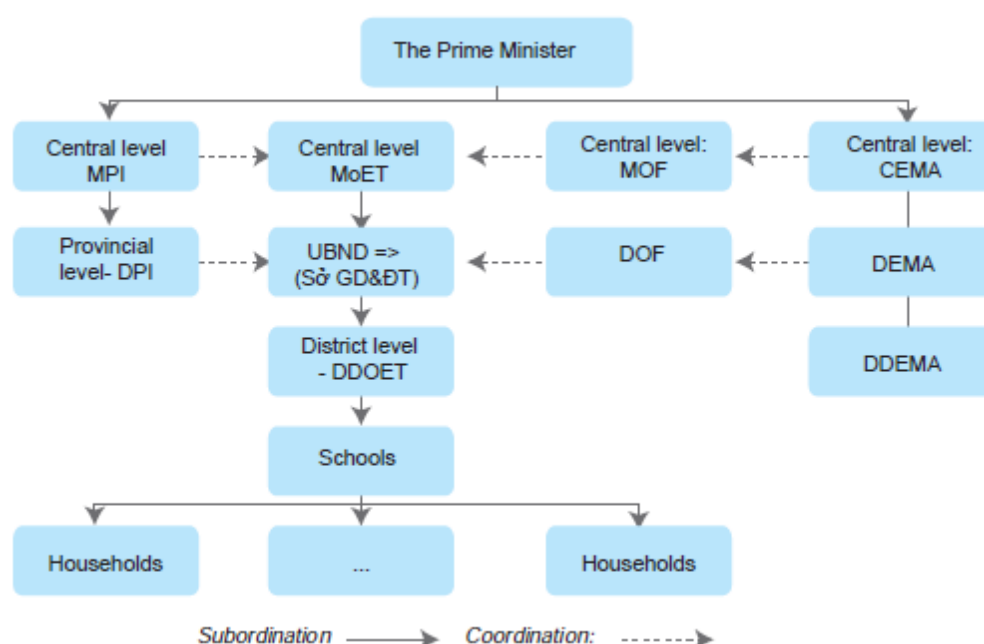 The Prime Minister
Central level
MPI
Central level
MoET
Central level:
MOF
Central level:
CEMA
Provincial
level- DPI
UBND =>
(Sở GD&ĐT)
DOF
DEMA
District level
- DDOET
DDEMA
Schools
Households
...
Households
Subordination
Coordination: